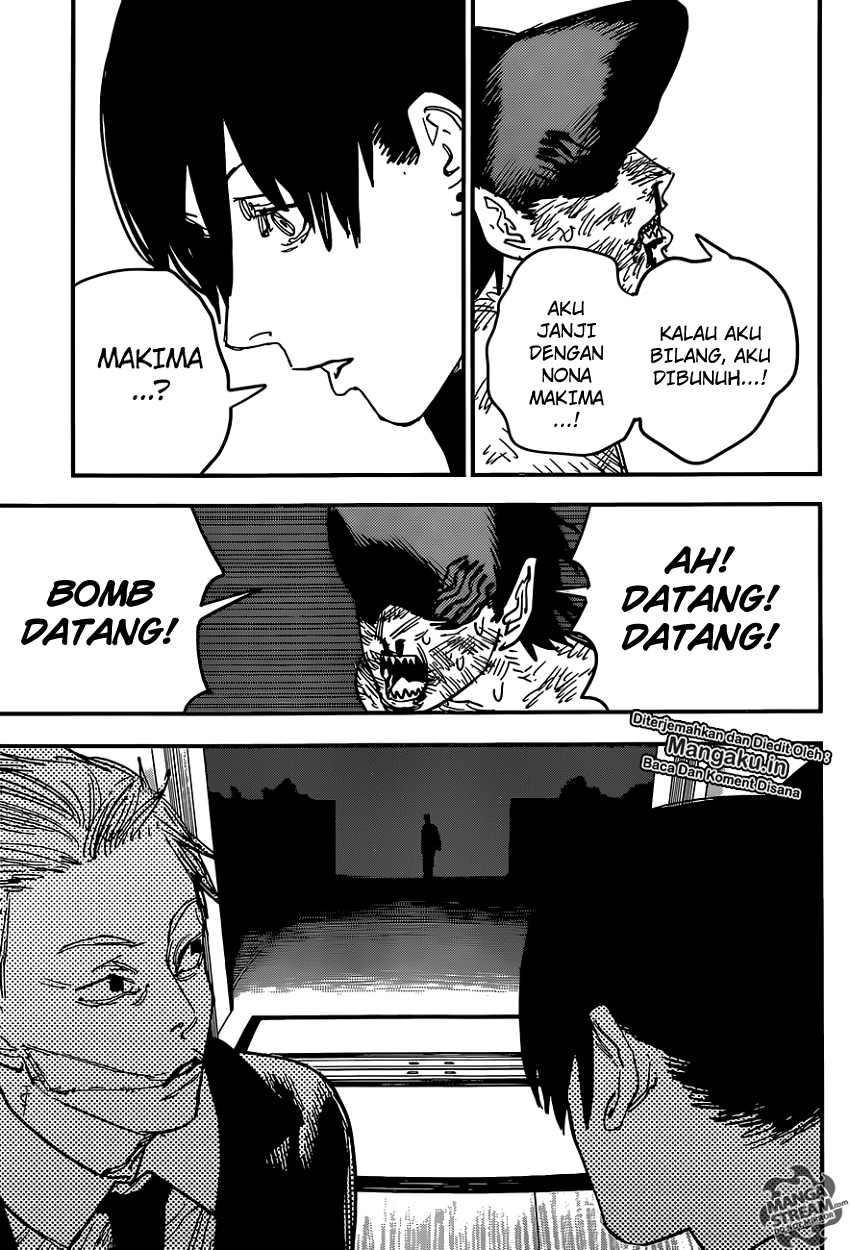 KALAU AKU
BILANG, AKU
DIBUNUH...!
AKU
JANJI
DENGAN
NONA
MAKIMA
...!
MAKIMA
...?
AH!
DATANG!
DATANG!
BOMB
DATANG!
Diterjemahkan dan Diedit Oleh :
Mangaku.in
Baca Dan Koment Disana
MANGA
STREAM